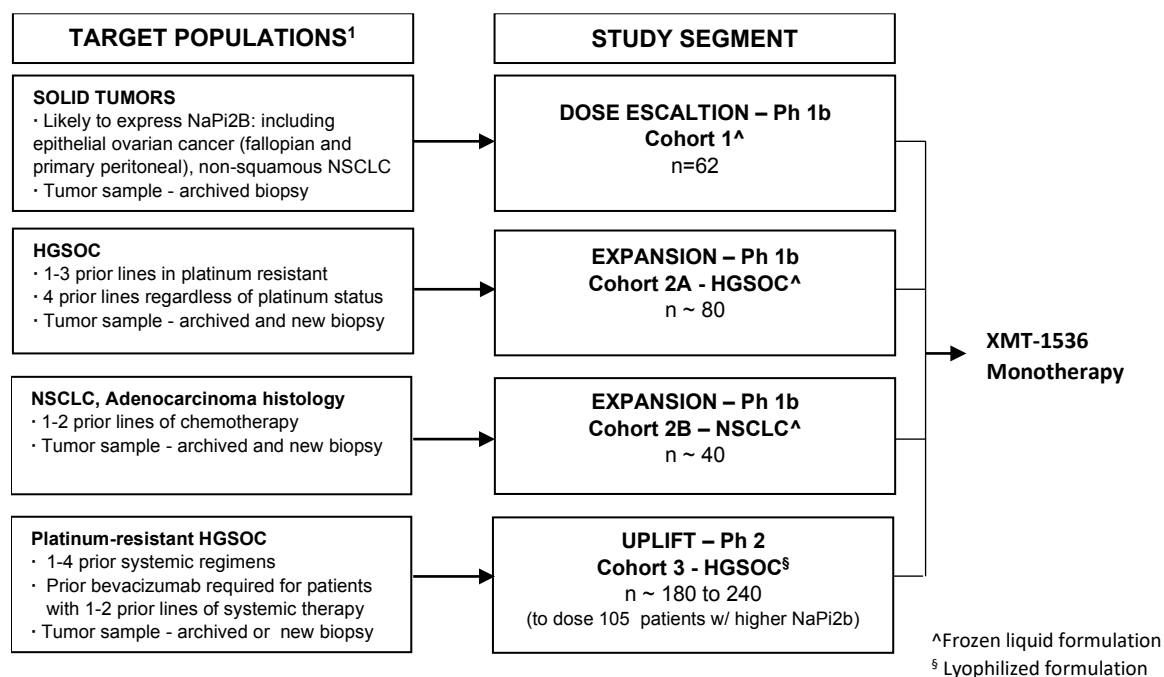 TARGET POPULATIONS¹
STUDY SEGMENT
SOLID TUMORS
· Likely to express NaPi2B: including
epithelial ovarian cancer (fallopian and
primary peritoneal), non-squamous NSCLC
· Tumor sample - archived biopsy
DOSE ESCALTION – Ph 1b
Cohort 1^
n=62
HGSOC
· 1-3 prior lines in platinum resistant
· 4 prior lines regardless of platinum status
· Tumor sample - archived and new biopsy
EXPANSION – Ph 1b
Cohort 2A - HGSOC^
n ~ 80
NSCLC, Adenocarcinoma histology
· 1-2 prior lines of chemotherapy
· Tumor sample - archived and new biopsy
EXPANSION – Ph 1b
Cohort 2B – NSCLC^
n ~ 40
Platinum-resistant HGSOC
· 1-4 prior systemic regimens
· Prior bevacizumab required for patients
with 1-2 prior lines of systemic therapy
· Tumor sample - archived or new biopsy
UPLIFT – Ph 2
Cohort 3 - HGSOC§
n ~ 180 to 240
(to dose 105 patients w/ higher NaPi2b)
XMT-1536
Monotherapy
^Frozen liquid formulation
§ Lyophilized formulation